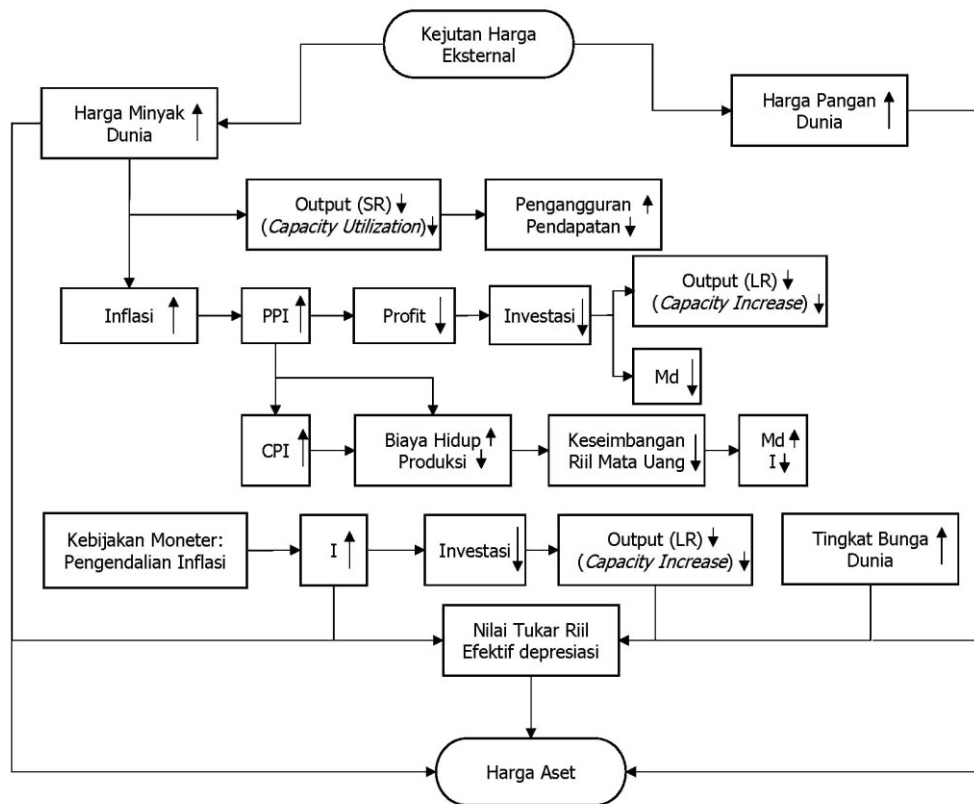 Kejutan Harga
Eksternal
Harga Minyak
Dunia
Harga Pangan
Dunia
Output (SR)
(Capacity Utilization)
Pengangguran
Pendapatan
Inflasi
PPI
Profit
Investasi
Output (LR)
(Capacity Increase)
Md
CPI
Biaya Hidup
Produksi
Keseimbangan
Riil Mata Uang
Md
I
Kebijakan Moneter:
Pengendalian Inflasi
I
Investasi
Output (LR)
(Capacity Increase)
Tingkat Bunga
Dunia
Nilai Tukar Riil
Efektif depresiasi
Harga Aset